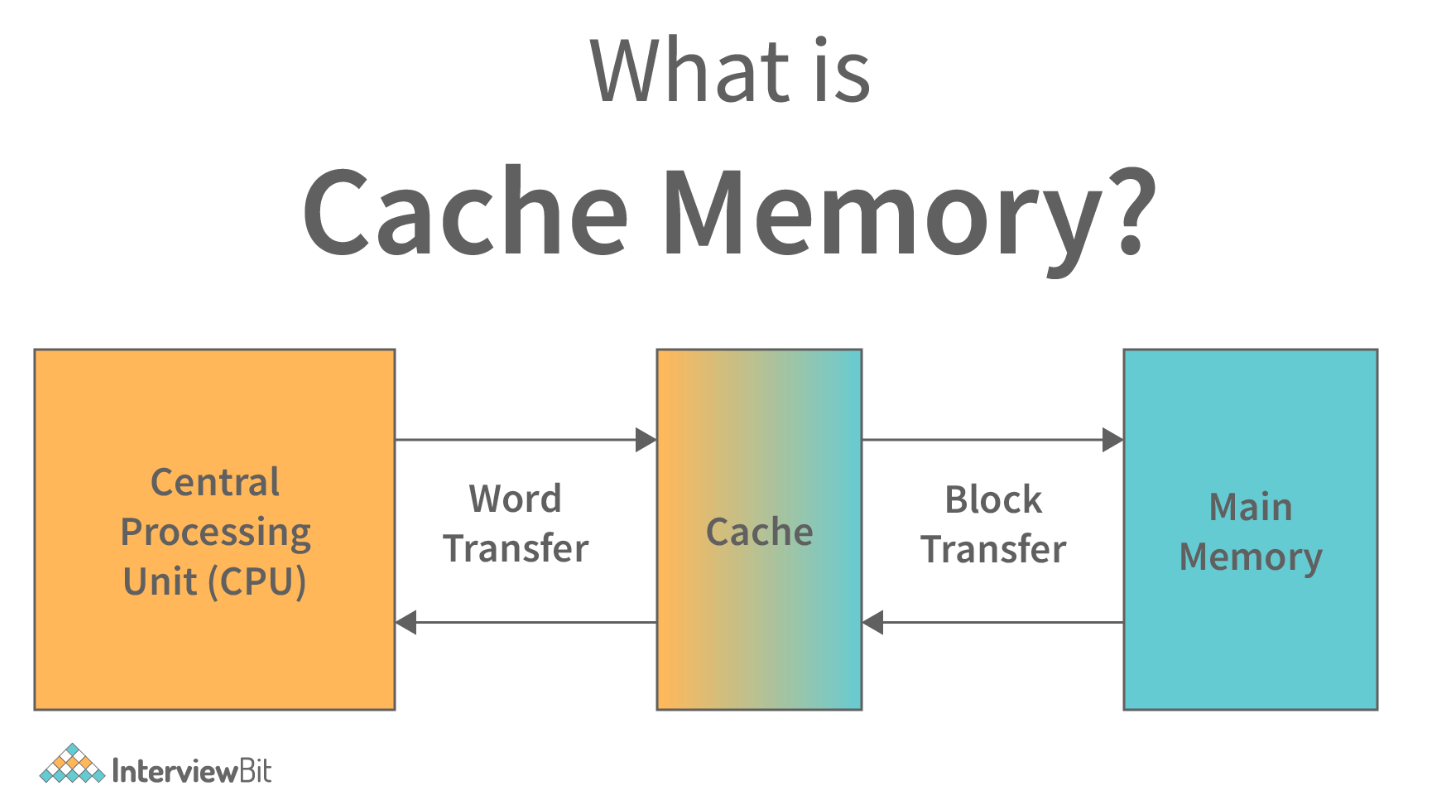 What is
Cache Memory?
Central
Processing
Unit (CPU)
Word
Transfer
Cache
Block
Transfer
Main
Memory
InterviewBit